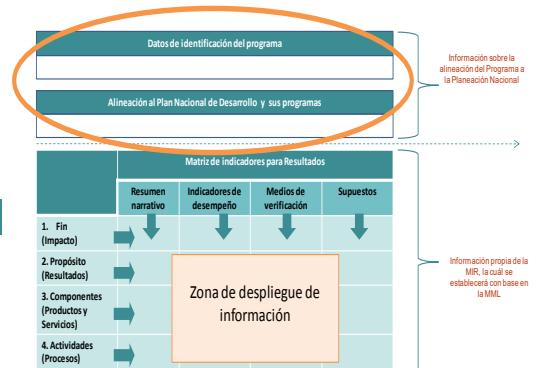 Datos de identificación del programa
Información sobre la
alineación del Programa a
la Planeación Nacional
Alineación al Plan Nacional de Desarrollo y sus programas
Matriz de indicadores para Resultados
Resumen
narrativo
Indicadores de
desempeño
Medios de
verificación
Supuestos
1. Fin
(Impacto)
2. Propósito
(Resultados)
3. Componentes
(Productos y
Servicios)
4. Actividades
(Procesos)
Zona de despliegue de
información
Información propia de la
MIR, la cuál se
establecerá con base en
la MML